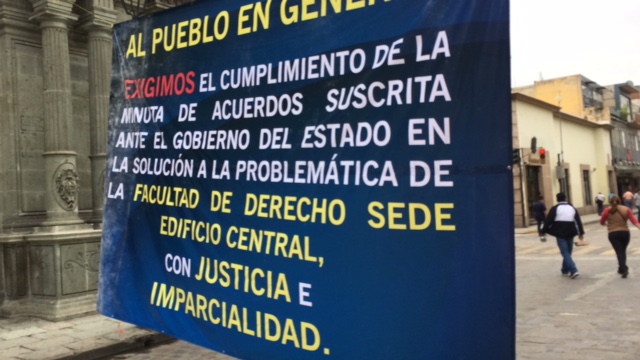 AL PUEBLO EN GENERAL
EXIGIMOS EL CUMPLIMIENTO DE LA
MINUTA DE ACUERDOS SUSCRITA
ANTE EL GOBIERNO DEL ESTADO EN
LA SOLUCIÓN A LA PROBLEMÁTICA DE
LA FACULTAD DE DERECHO SEDE
EDIFICIO CENTRAL,
CON JUSTICIA E
IMPARCIALIDAD.